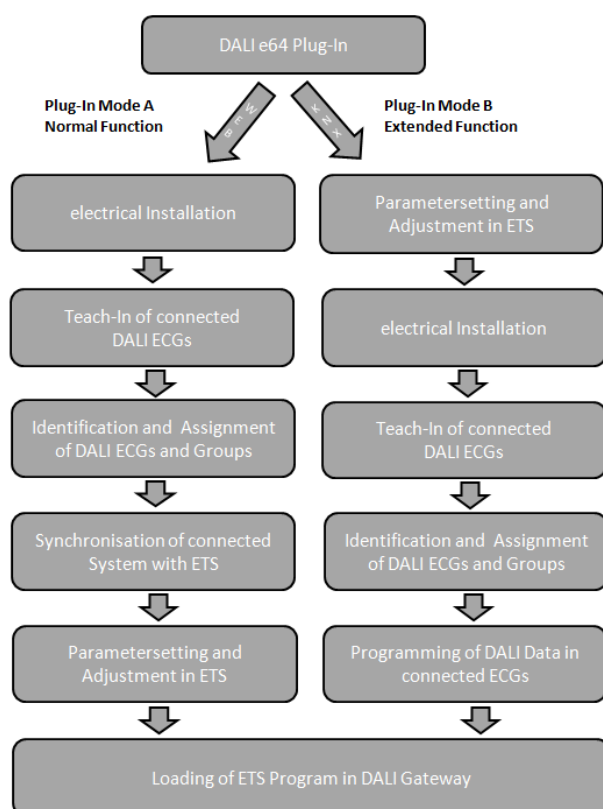 DALI e64 Plug-In
Plug-In Mode A
Normal Function
WEB
KNX
Plug-In Mode B
Extended Function
electrical Installation
Teach-In of connected
DALI ECGs
Identification and  Assignment
of DALI ECGs and Groups
Synchronisation of connected
System with ETS
Parametersetting and
Adjustment in ETS
Parametersetting and
Adjustment in ETS
electrical Installation
Teach-In of connected
DALI ECGs
Identification and  Assignment
of DALI ECGs and Groups
Programming of DALI Data in
connected ECGs
Loading of ETS Program in DALI Gateway